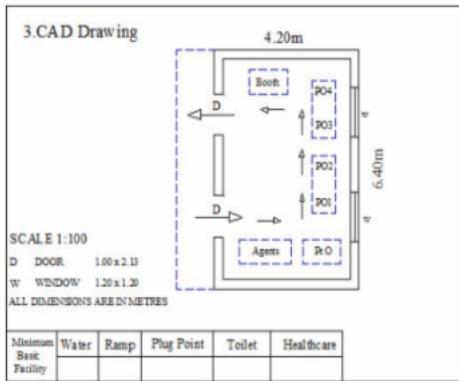 3.CAD Drawing
4.20m
Booth
PO4
D
PO3
PO2
6.40m
D
PO1
SCALE 1:100
Agents
PrO
D DOOR 1.00 x 2.13
W WINDOW 1.20 x 1.20
ALL DIMENSIONS ARE IN METRES
Minimum Basic Facility Water Ramp Plug Point Toilet Healthcare